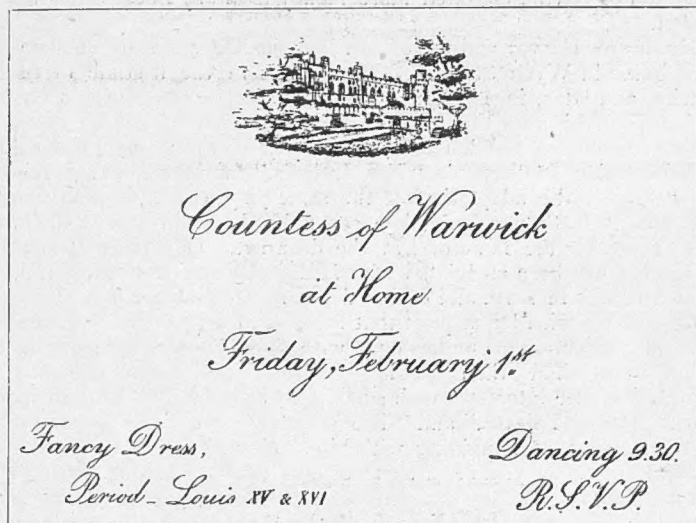 Countess of Warwick
at Home
Friday, February 1st.
Fancy Dress,
Period - Louis XV & XVI
Dancing 9.30.
R.S.V.P.